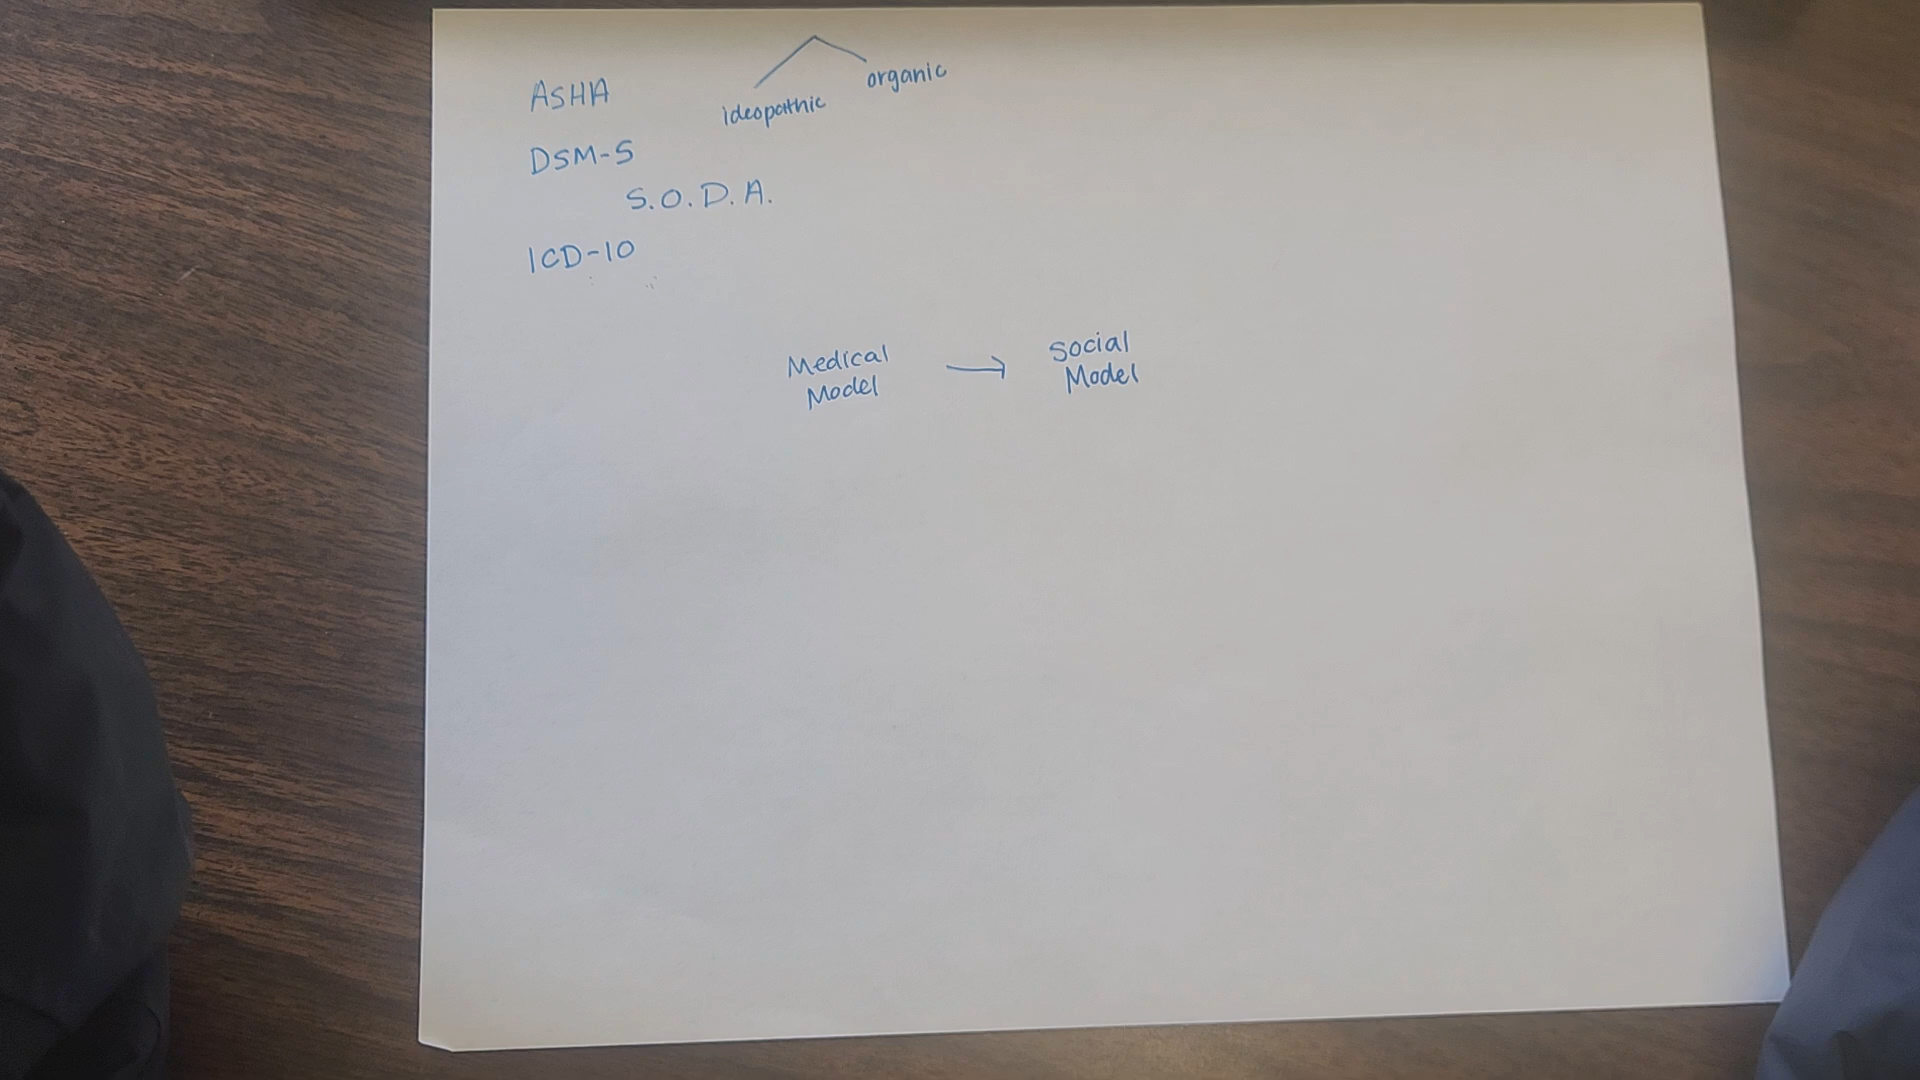 ASHA
ideopathic
organic
DSM-5
S.O.D.A.
ICD-10
Medical
Model
Social
Model